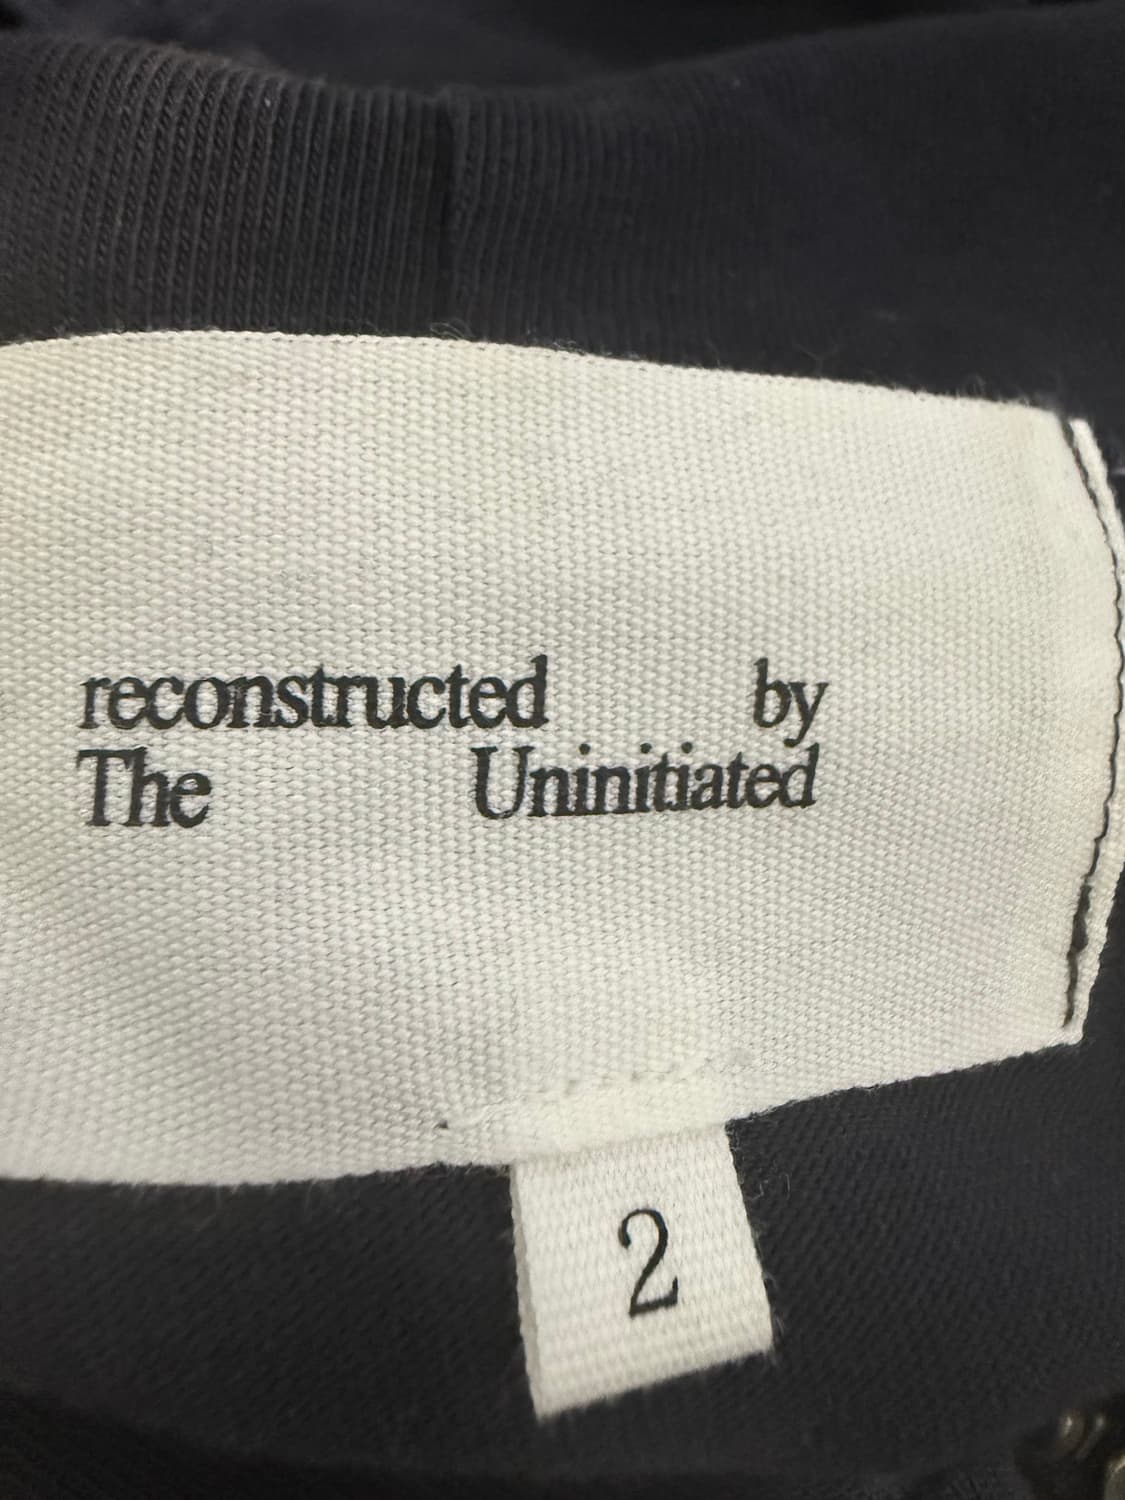 reconstructed by
The Uninitiated
2